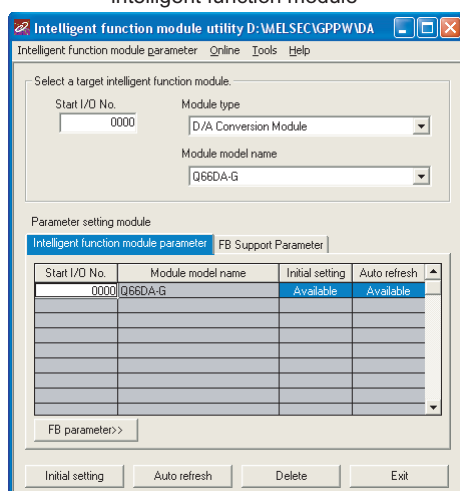 Intelligent function module
Intelligent function module utility D:\MELSEC\GPPW\DA
Intelligent function module parameter Online Tools Help
Select a target intelligent function module.
Start I/O No. Module type
0000 D/A Conversion Module
Module model name
Q66DA-G
Parameter setting module
Intelligent function module parameter FB Support Parameter
Start I/O No. Module model name Initial setting Auto refresh
0000 Q66DA-G Available Available
FB parameter>>
Initial setting Auto refresh Delete Exit